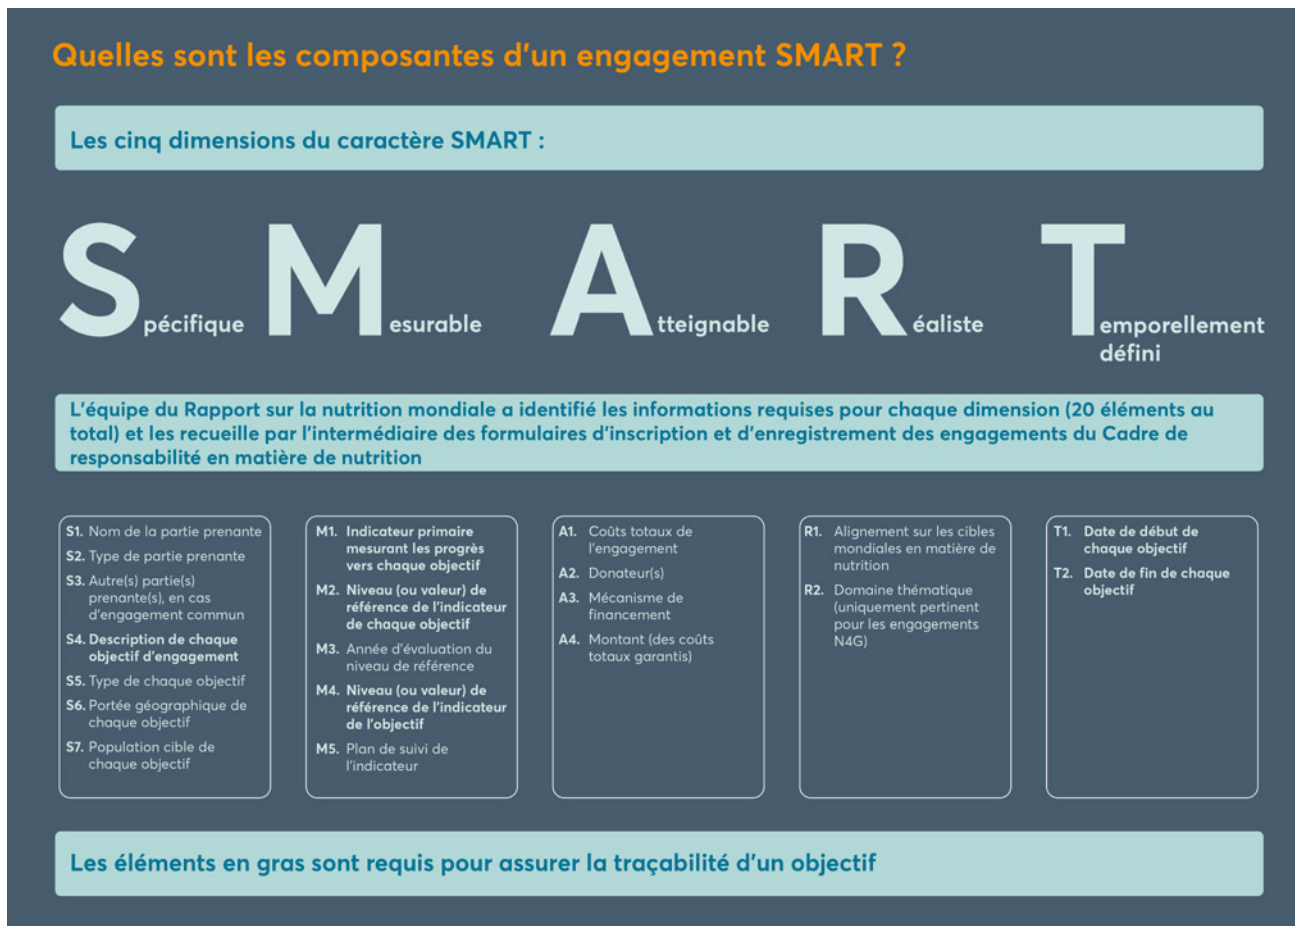 Quelles sont les composantes d'un engagement SMART ?
Les cinq dimensions du caractère SMART :
Spécifique
Mesurable
Atteignable
Réaliste
Temporellement
défini
L'équipe du Rapport sur la nutrition mondiale a identifié les informations requises pour chaque dimension (20 éléments au
total) et les recueille par l'intermédiaire des formulaires d'inscription et d'enregistrement des engagements du Cadre de
responsabilité en matière de nutrition
S1. Nom de la partie prenante
S2. Type de partie prenante
S3. Autre(s) partie(s)
prenante(s), en cas
d'engagement commun
S4. Description de chaque
objectif d'engagement
S5. Type de chaque objectif
S6. Portée géographique de
chaque objectif
S7. Population cible de
chaque objectif
M1. Indicateur primaire
mesurant les progrès
vers chaque objectif
M2. Niveau (ou valeur) de
référence de l'indicateur
de chaque objectif
M3. Année d'évaluation du
niveau de référence
M4. Niveau (ou valeur) de
référence de l'indicateur
de l'objectif
M5. Plan de suivi de
l'indicateur
A1. Coûts totaux de
l'engagement
A2. Donateur(s)
A3. Mécanisme de
financement
A4. Montant (des coûts
totaux garantis)
R1. Alignement sur les cibles
mondiales en matière de
nutrition
R2. Domaine thématique
(uniquement pertinent
pour les engagements
N4G)
T1. Date de début de
chaque objectif
T2. Date de fin de chaque
objectif
Les éléments en gras sont requis pour assurer la traçabilité d'un objectif